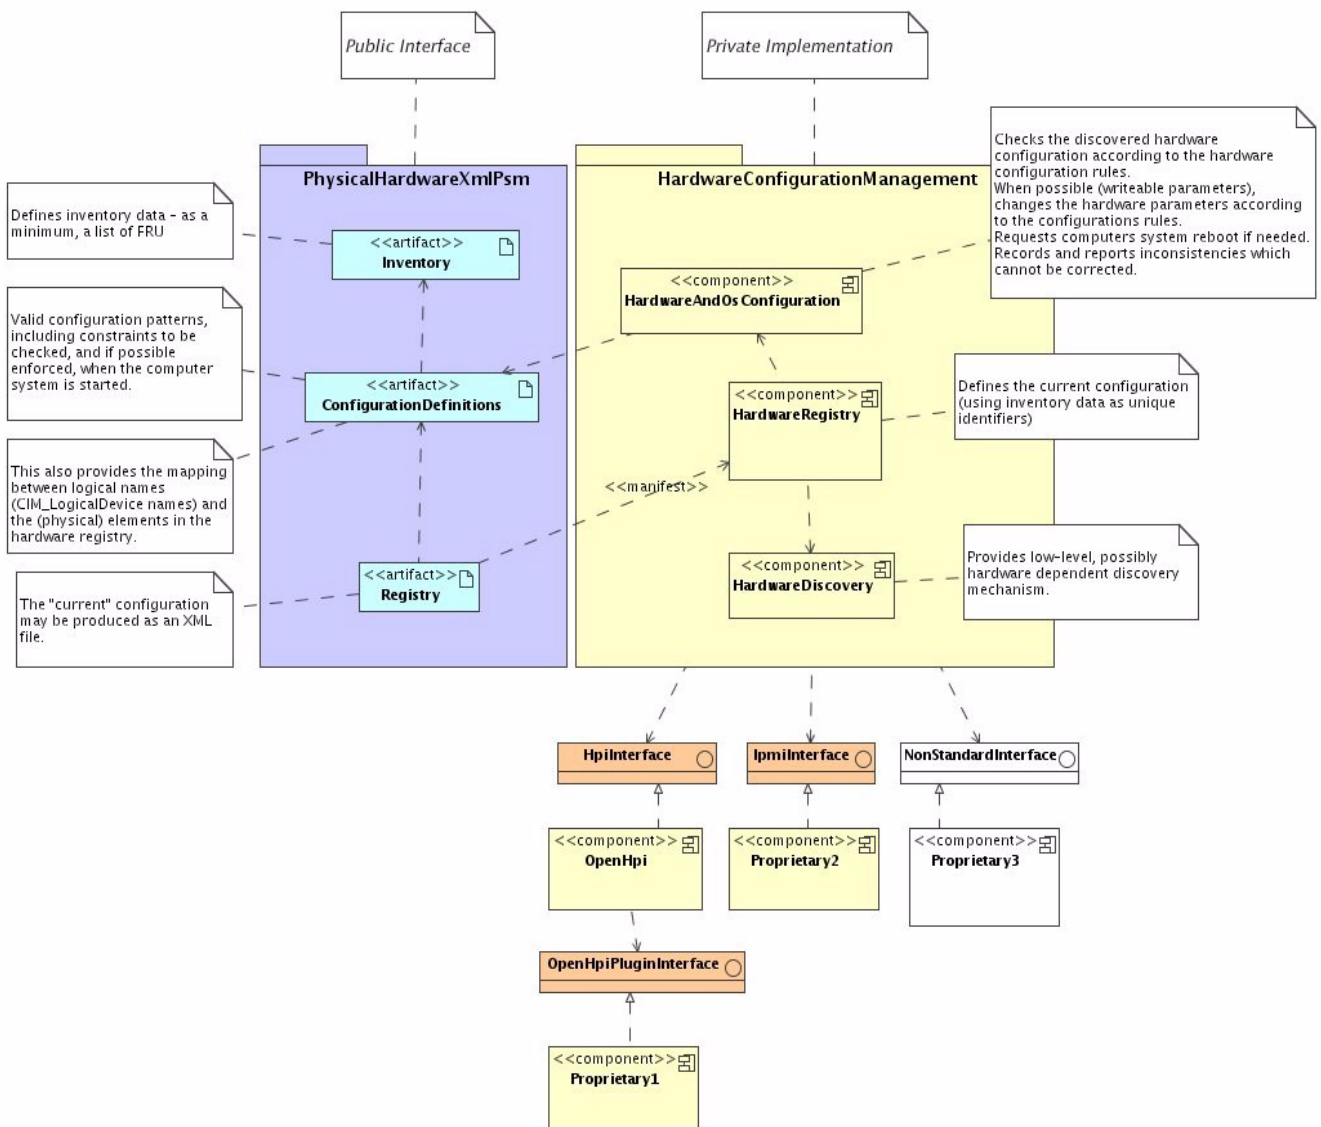 Public Interface
Private Implementation
Checks the discovered hardware
configuration according to the hardware
configuration rules.
When possible (writeable parameters),
changes the hardware parameters according
to the configurations rules.
Requests computers system reboot if needed.
Records and reports inconsistencies which
cannot be corrected.
PhysicalHardwareXmlPsm
HardwareConfigurationManagement
Defines inventory data - as a
minimum, a list of FRU
<<artifact>>
Inventory
<<component>>
HardwareAndOsConfiguration
Valid configuration patterns,
including constraints to be
checked, and if possible
enforced, when the computer
system is started.
<<artifact>>
ConfigurationDefinitions
<<component>>
HardwareRegistry
Defines the current configuration
(using inventory data as unique
identifiers)
This also provides the mapping
between logical names
(CIM_LogicalDevice names) and
the (physical) elements in the
hardware registry.
<<manifest>>
<<artifact>>
Registry
<<component>>
HardwareDiscovery
Provides low-level, possibly
hardware dependent discovery
mechanism.
The "current" configuration
may be produced as an XML
file.
HpiInterface
IpmiInterface
NonStandardInterface
<<component>>
OpenHpi
<<component>>
Proprietary2
<<component>>
Proprietary3
OpenHpiPluginInterface
<<component>>
Proprietary1